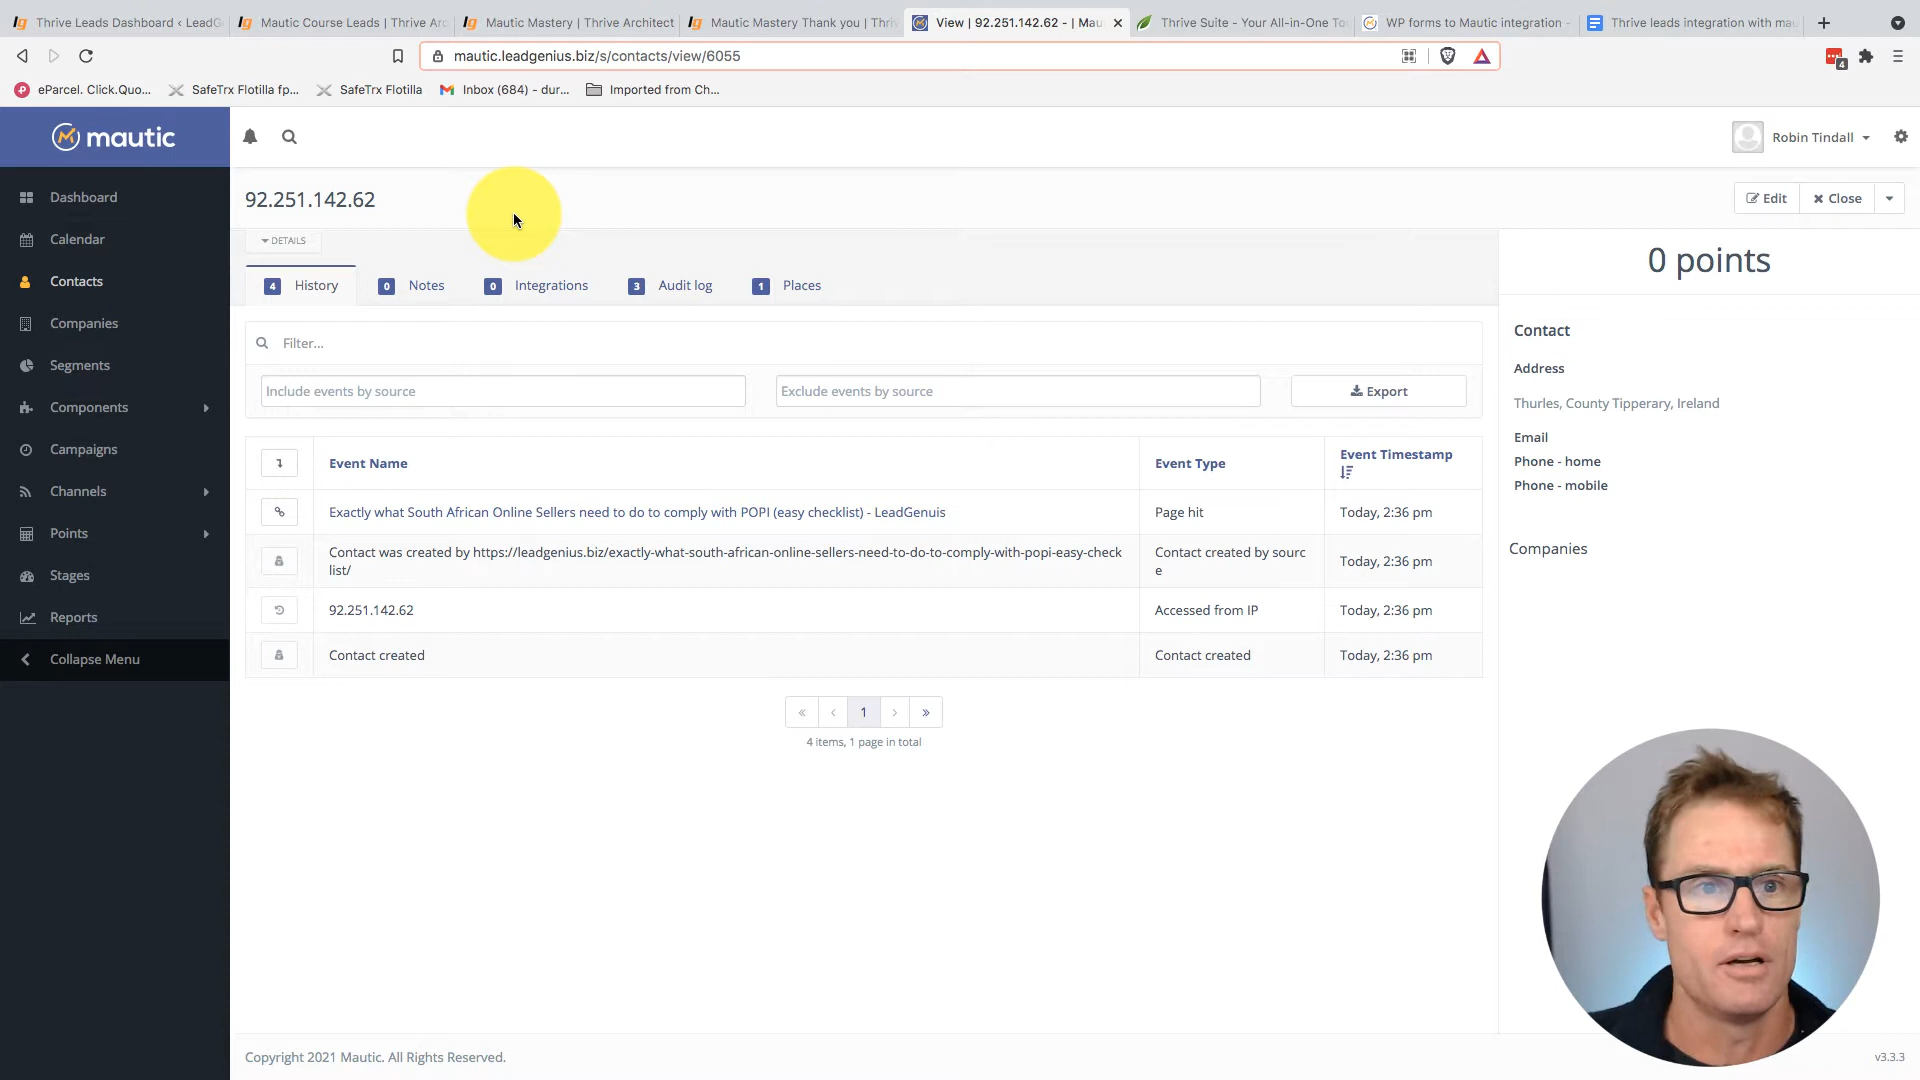 Thrive Leads Dashboard ‹ LeadG
Mautic Course Leads | Thrive Arc
Mautic Mastery | Thrive Architect
Mautic Mastery Thank you | Thriv
View | 92.251.142.62 - | Mau
Thrive Suite - Your All-in-One To
WP forms to Mautic integration -
Thrive leads integration with mau
mautic.leadgenius.biz/s/contacts/view/6055
4
eParcel. Click.Quo...
SafeTrx Flotilla fp...
SafeTrx Flotilla
Inbox (684) - dur...
Imported from Ch...
mautic
Robin Tindall
Dashboard
Calendar
Contacts
Companies
Segments
Components
Campaigns
Channels
Points
Stages
Reports
Collapse Menu
92.251.142.62
Edit
Close
DETAILS
4 History
0 Notes
0 Integrations
3 Audit log
1 Places
Filter...
Include events by source
Exclude events by source
Export
Event Name
Event Type
Event Timestamp
Exactly what South African Online Sellers need to do to comply with POPI (easy checklist) - LeadGenuis
Page hit
Today, 2:36 pm
Contact was created by https://leadgenius.biz/exactly-what-south-african-online-sellers-need-to-do-to-comply-with-popi-easy-check
list/
Contact created by sourc
e
Today, 2:36 pm
92.251.142.62
Accessed from IP
Today, 2:36 pm
Contact created
Contact created
Today, 2:36 pm
« ‹ 1 › »
4 items, 1 page in total
0 points
Contact
Address
Thurles, County Tipperary, Ireland
Email
Phone - home
Phone - mobile
Companies
Copyright 2021 Mautic. All Rights Reserved.
v3.3.3